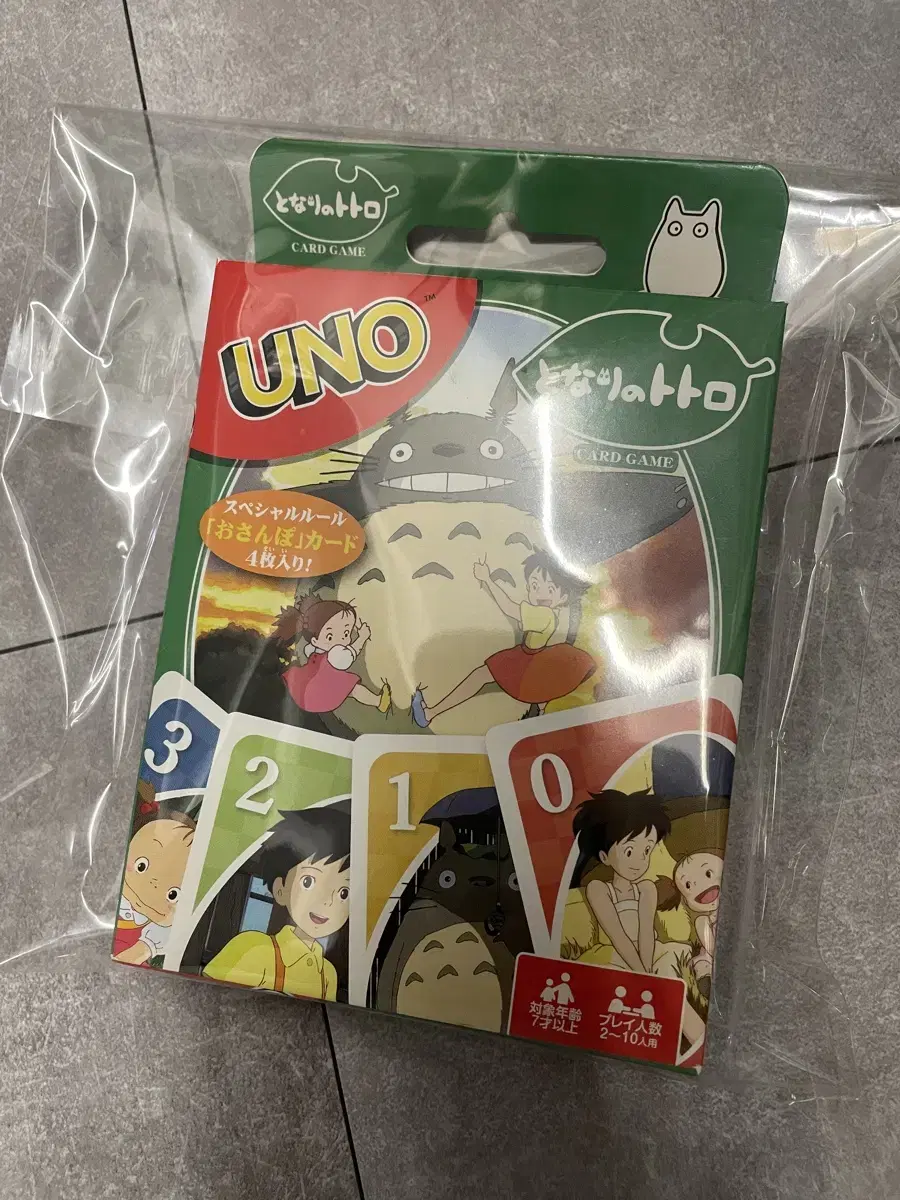 となりのトトロ
CARD GAME
UNO™
となりのトトロ
CARD GAME
スペシャルルール
「おさんぽ」カード
4枚入り!
3
2
1
0
対象年齢
7才以上
プレイ人数
2～10人用